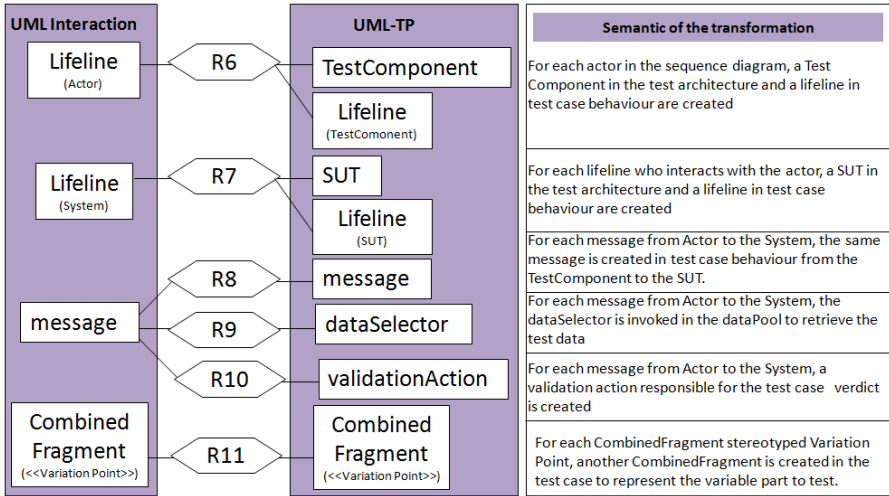 UML Interaction
UML-TP
Semantic of the transformation
Lifeline
(Actor)
R6
TestComponent
Lifeline
(TestComonent)
For each actor in the sequence diagram, a Test
Component in the test architecture and a lifeline in
test case behaviour are created
Lifeline
(System)
R7
SUT
Lifeline
(SUT)
For each lifeline who interacts with the actor, a SUT in
the test architecture and a lifeline in test case
behaviour are created
message
R8
message
For each message from Actor to the System, the same
message is created in test case behaviour from the
TestComponent to the SUT.
R9
dataSelector
For each message from Actor to the System, the
dataSelector is invoked in the dataPool to retrieve the
test data
R10
validationAction
For each message from Actor to the System, a
validation action responsible for the test case verdict
is created
Combined
Fragment
(<<Variation Point>>)
R11
Combined
Fragment
(<<Variation Point>>)
For each CombinedFragment stereotyped Variation
Point, another CombinedFragment is created in the
test case to represent the variable part to test.